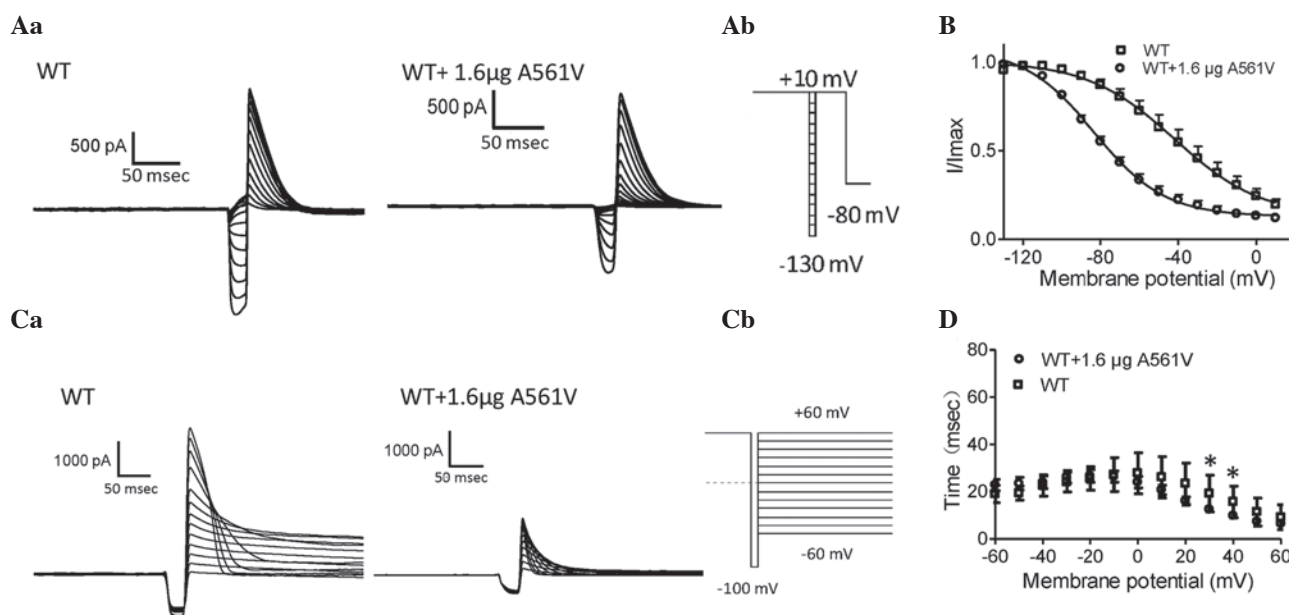 Aa
WT
500 pA
50 msec
WT+ 1.6µg A561V
500 pA
50 msec
Ab
+10 mV
-80 mV
-130 mV
B
WT
WT+1.6 µg A561V
I/Imax
1.0
0.5
0.0
-120 -80 -40 0
Membrane potential (mV)
Ca
WT
1000 pA
50 msec
WT+1.6µg A561V
1000 pA
50 msec
Cb
+60 mV
-60 mV
-100 mV
D
WT+1.6 µg A561V
WT
Time (msec)
80
60
40
20
0
* *
-60 -40 -20 0 20 40 60
Membrane potential (mV)